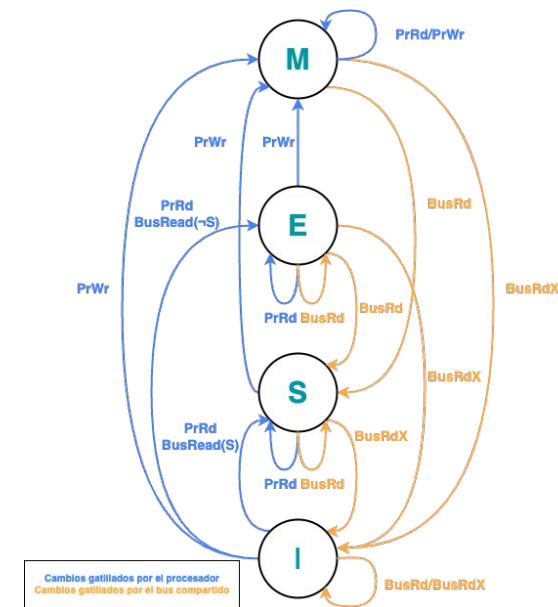 M
PrRd/PrWr
PrWr
PrWr
PrRd
BusRead(¬S)
BusRd
E
PrWr
BusRdX
PrRd
BusRd
BusRd
BusRdX
S
PrRd
BusRead(S)
BusRdX
PrRd
BusRd
I
BusRd/BusRdX
Cambios gatillados por el procesador
Cambios gatillados por el bus compartido